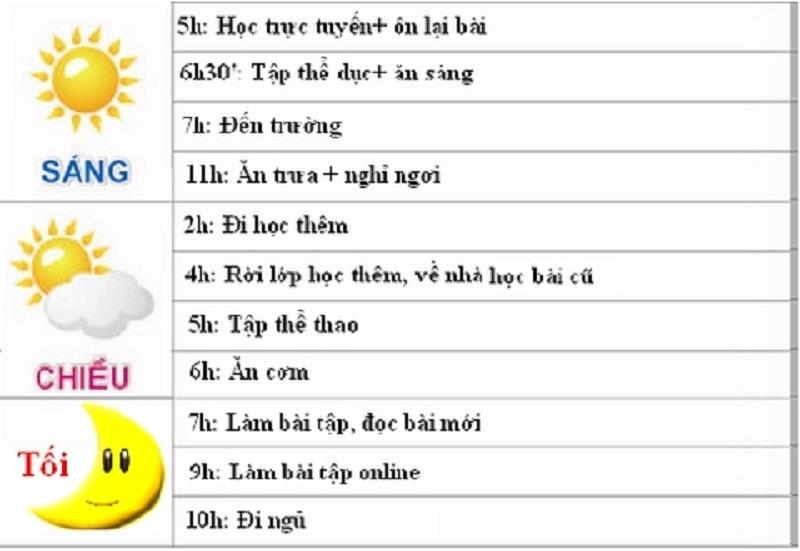 5h: Học trực tuyến+ ôn lại bài
6h30': Tập thể dục+ ăn sáng
7h: Đến trường
SÁNG
11h: Ăn trưa + nghỉ ngơi
2h: Đi học thêm
4h: Rời lớp học thêm, về nhà học bài cũ
5h: Tập thể thao
CHIỀU
6h: Ăn cơm
7h: Làm bài tập, đọc bài mới
Tối
9h: Làm bài tập online
10h: Đi ngũ